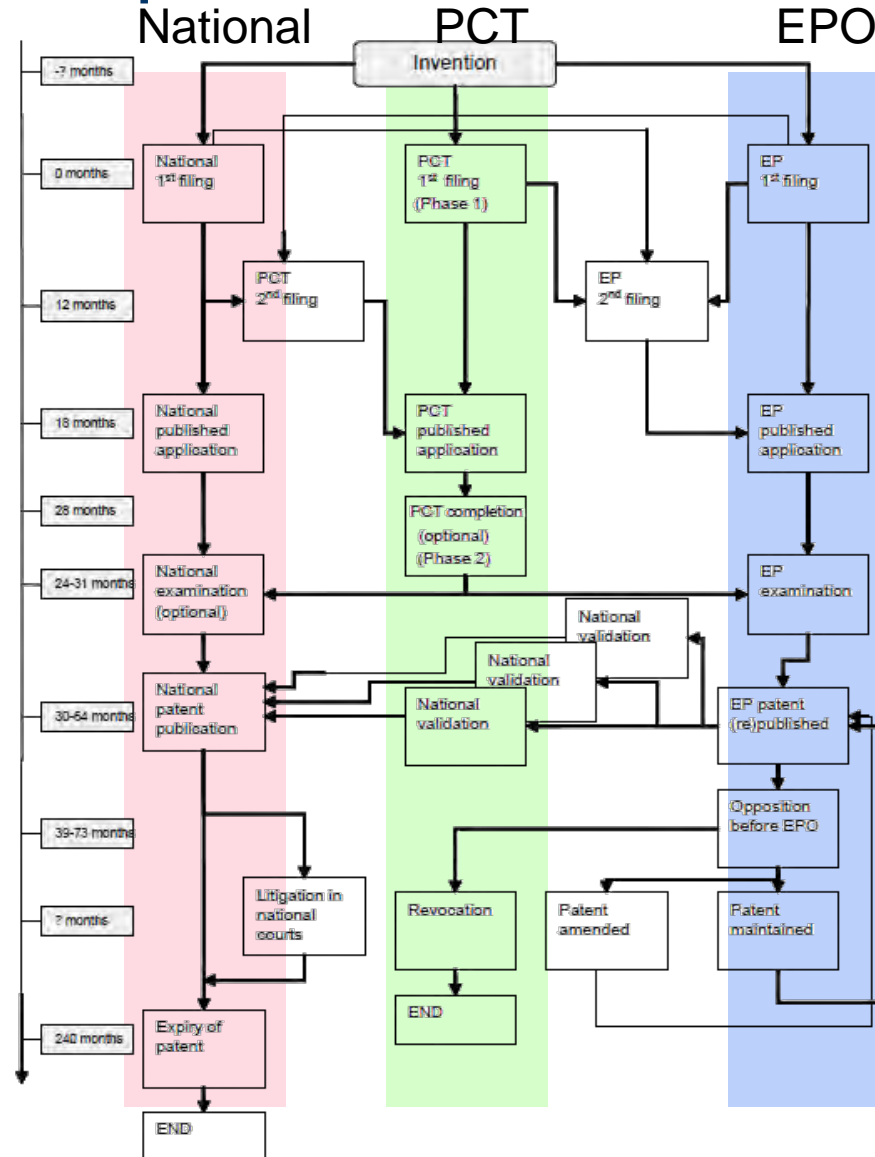 National PCT EPO
Invention
-? months
0 months
National
1st filing
PCT
1st filing
(Phase 1)
EP
1st filing
12 months
PCT
2nd filing
EP
2nd filing
18 months
National
published
application
PCT
published
application
EP
published
application
28 months
PCT completion
(optional)
(Phase 2)
24-31 months
National
examination
(optional)
EP
examination
National
validation
National
validation
National
validation
30-64 months
National
patent
publication
EP patent
(re)published
39-73 months
Opposition
before EPO
? months
Litigation in
national
courts
Revocation
Patent
amended
Patent
maintained
240 months
Expiry of
patent
END
END